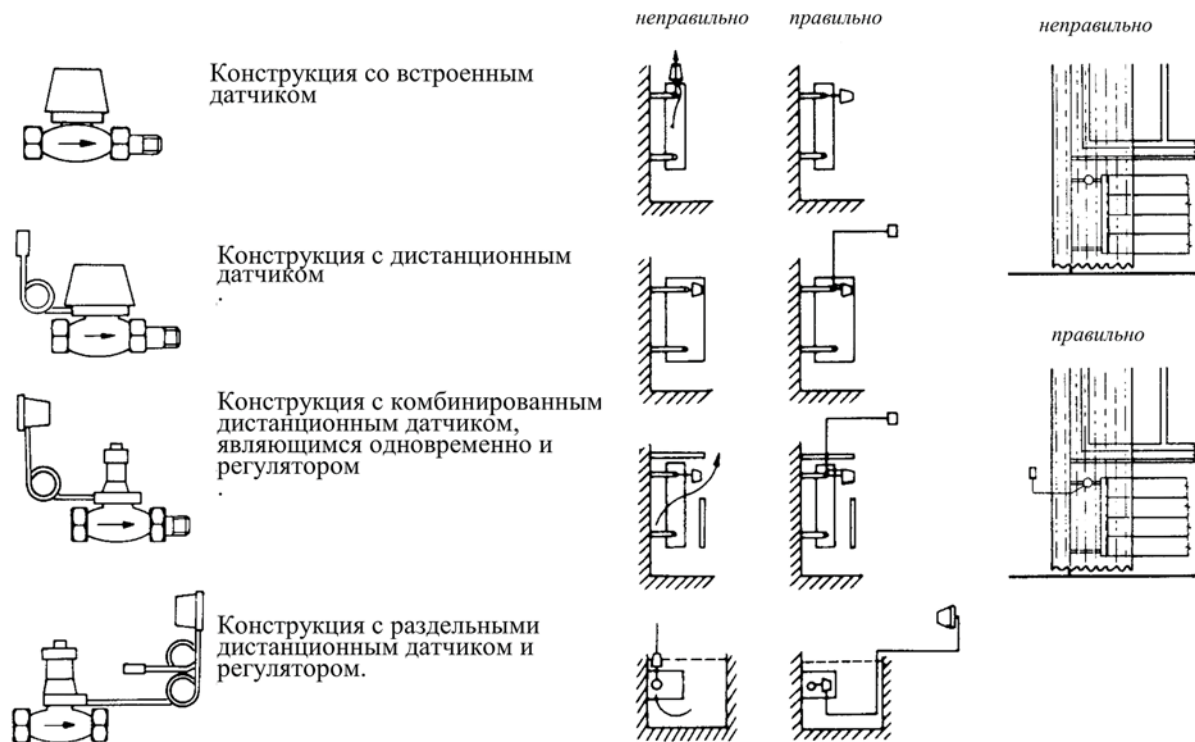 неправильно
правильно
неправильно
Конструкция со встроенным
датчиком
Конструкция с дистанционным
датчиком
.
правильно
Конструкция с комбинированным
дистанционным датчиком,
являющимся одновременно и
регулятором
.
Конструкция с раздельными
дистанционным датчиком и
регулятором.